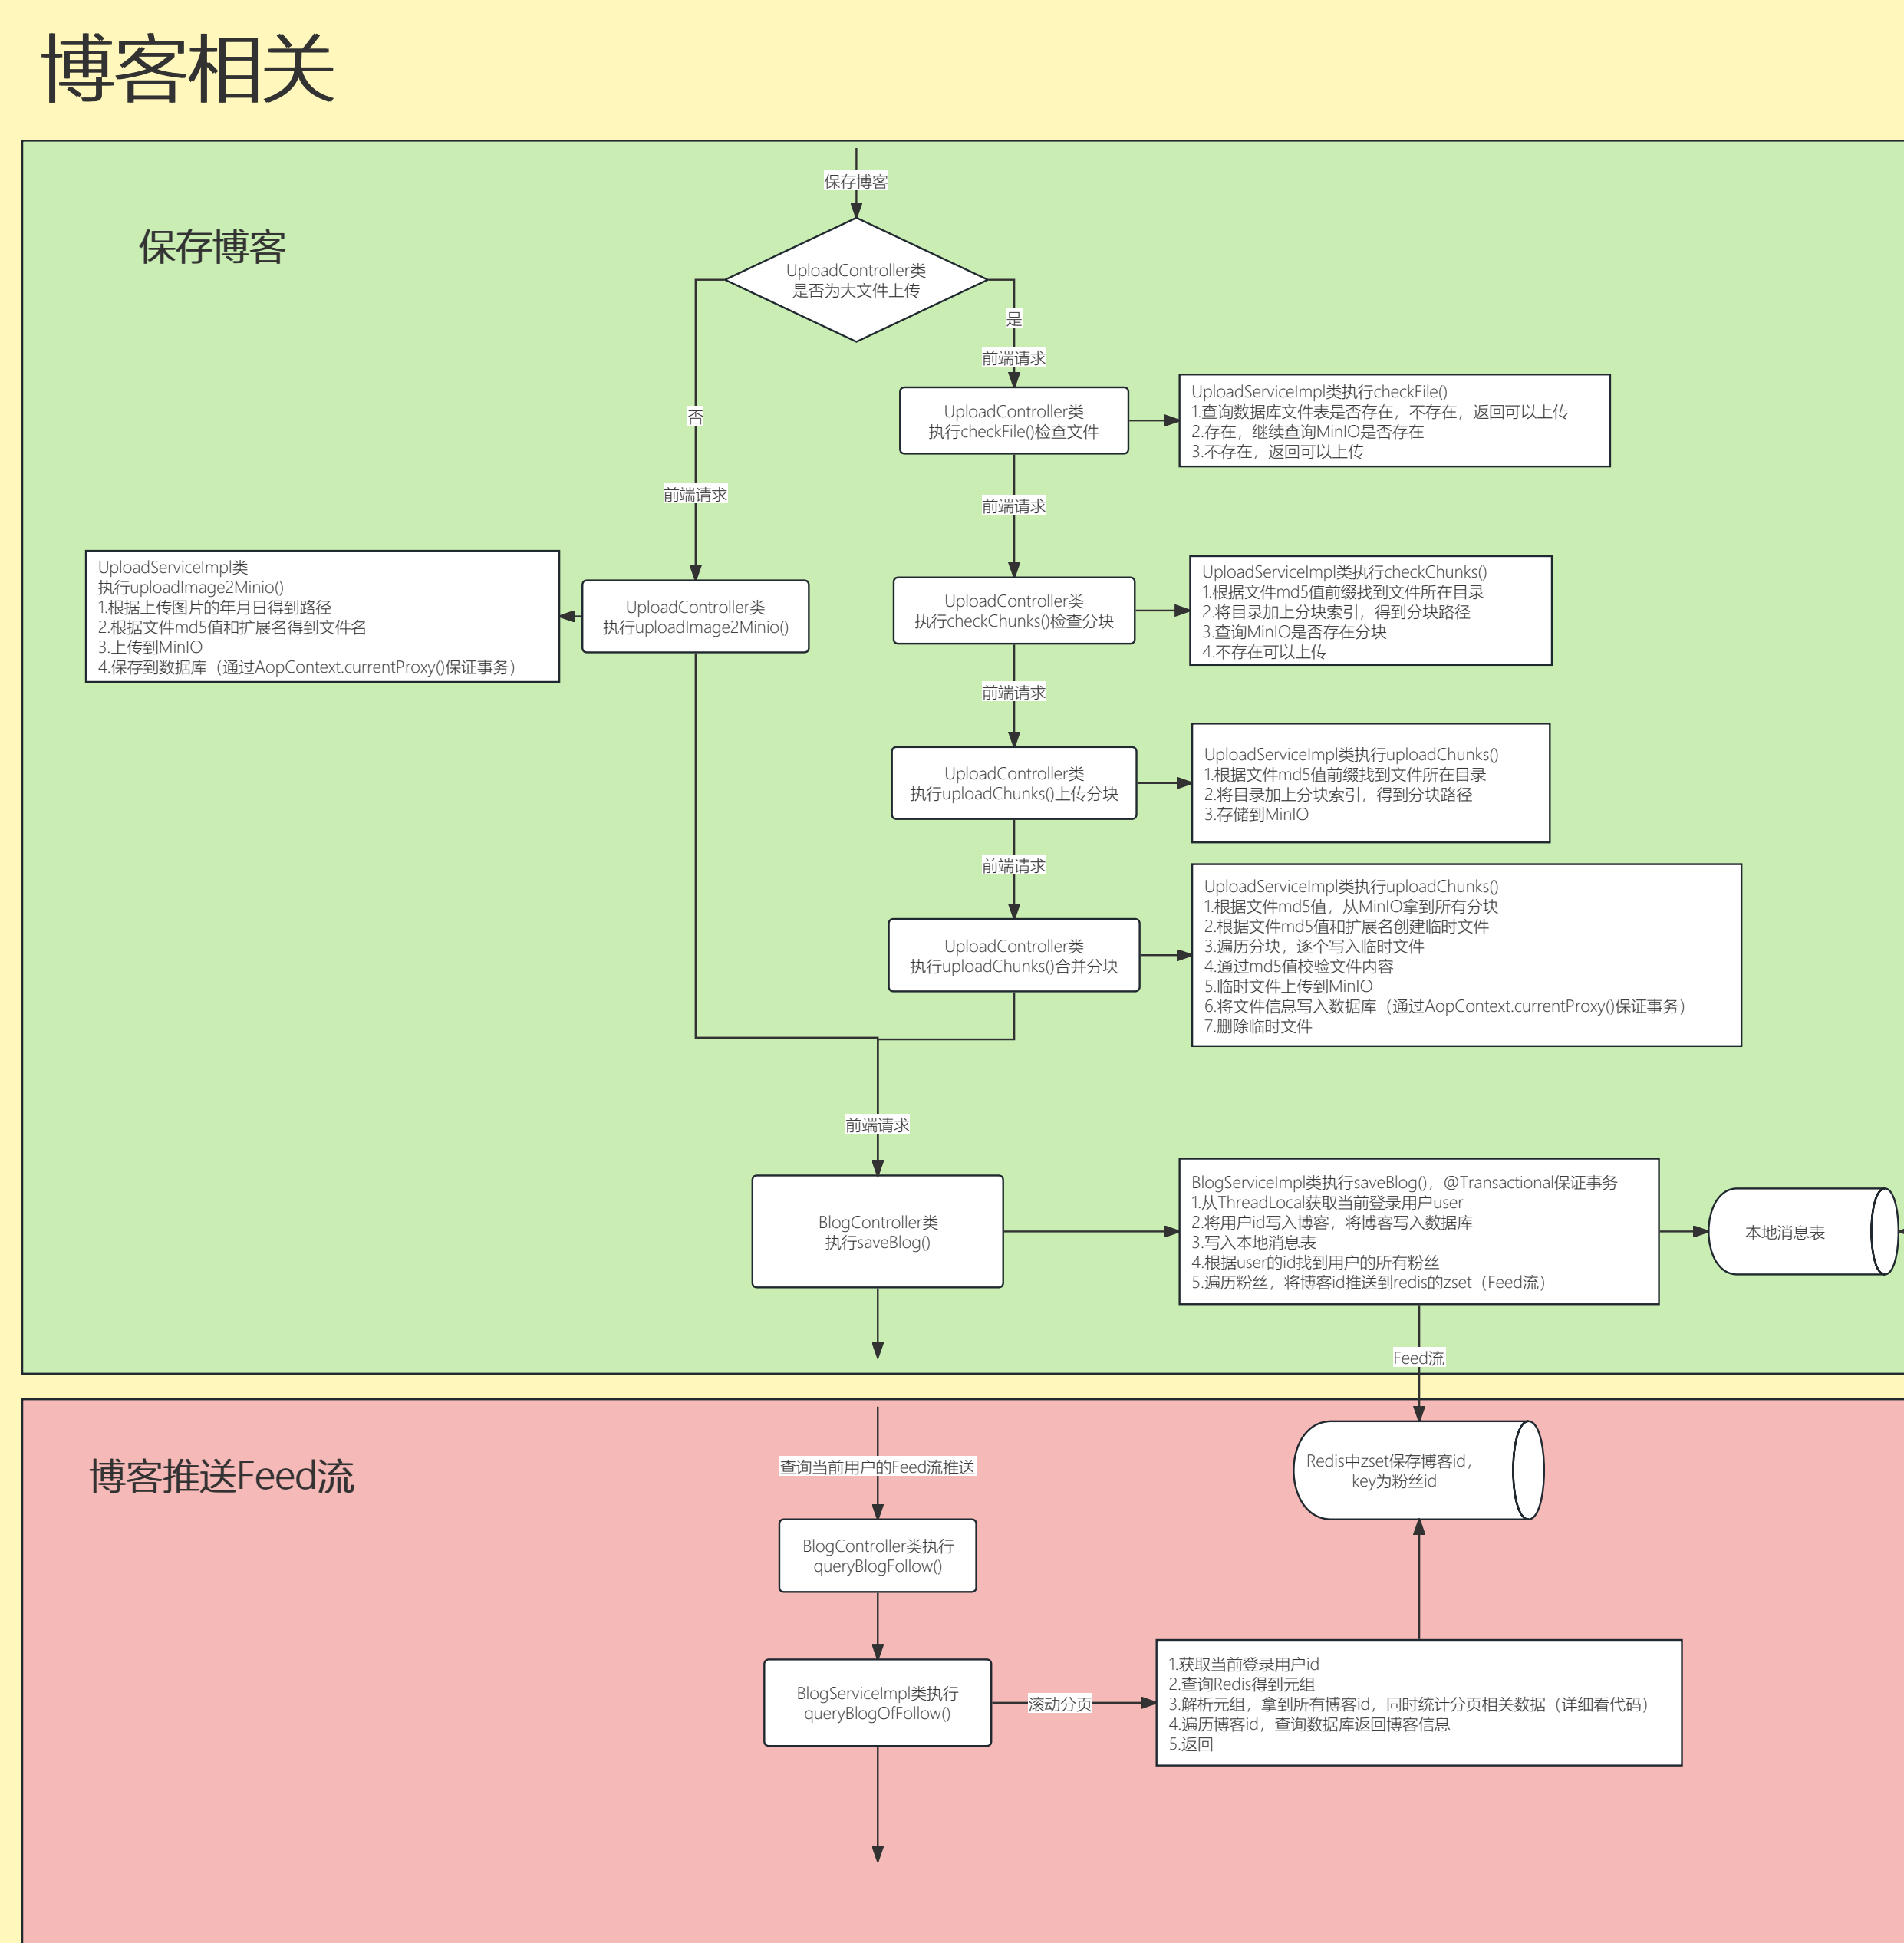 博客相关
保存博客
保存博客
UploadController类
是否为大文件上传
是
否
前端请求
UploadController类
执行checkFile()检查文件
UploadServiceImpl类执行checkFile()
1.查询数据库文件表是否存在，不存在，返回可以上传
2.存在，继续查询MinIO是否存在
3.不存在，返回可以上传
前端请求
前端请求
UploadServiceImpl类
执行uploadImage2Minio()
1.根据上传图片的年月日得到路径
2.根据文件md5值和扩展名得到文件名
3.上传到MinIO
4.保存到数据库（通过AopContext.currentProxy()保证事务）
UploadController类
执行uploadImage2Minio()
UploadController类
执行checkChunks()检查分块
UploadServiceImpl类执行checkChunks()
1.根据文件md5值前缀找到文件所在目录
2.将目录加上分块索引，得到分块路径
3.查询MinIO是否存在分块
4.不存在可以上传
前端请求
UploadController类
执行uploadChunks()上传分块
UploadServiceImpl类执行uploadChunks()
1.根据文件md5值前缀找到文件所在目录
2.将目录加上分块索引，得到分块路径
3.存储到MinIO
前端请求
UploadController类
执行uploadChunks()合并分块
UploadServiceImpl类执行uploadChunks()
1.根据文件md5值，从MinIO拿到所有分块
2.根据文件md5值和扩展名创建临时文件
3.遍历分块，逐个写入临时文件
4.通过md5值校验文件内容
5.临时文件上传到MinIO
6.将文件信息写入数据库（通过AopContext.currentProxy()保证事务）
7.删除临时文件
前端请求
BlogController类
执行saveBlog()
BlogServiceImpl类执行saveBlog()，@Transactional保证事务
1.从ThreadLocal获取当前登录用户user
2.将用户id写入博客，将博客写入数据库
3.写入本地消息表
4.根据user的id找到用户的所有粉丝
5.遍历粉丝，将博客id推送到redis的zset（Feed流）
本地消息表
Feed流
博客推送Feed流
查询当前用户的Feed流推送
Redis中zset保存博客id，
key为粉丝id
BlogController类执行
queryBlogFollow()
BlogServiceImpl类执行
queryBlogOfFollow()
滚动分页
1.获取当前登录用户id
2.查询Redis得到元组
3.解析元组，拿到所有博客id，同时统计分页相关数据（详细看代码）
4.遍历博客id，查询数据库返回博客信息
5.返回